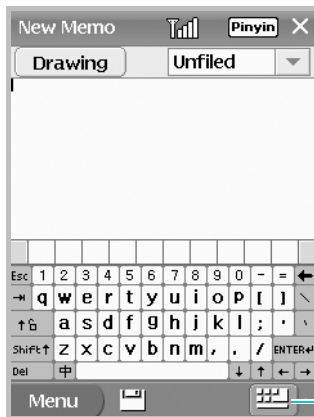 New Memo Pinyin
Drawing Unfiled
Esc 1 2 3 4 5 6 7 8 9 0 - =
q w e r t y u i o p [ ] \
a s d f g h j k l ;
Shift z x c v b n m , . / ENTER
Del 中 ↓ ↑ ← →
Menu